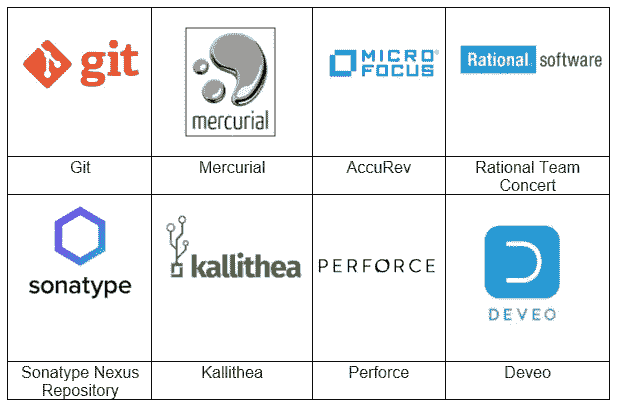 git
mercurial
MICRO
FOCUS
Rational software
Git
Mercurial
AccuRev
Rational Team
Concert
sonatype
kallithea
PERFORCE
DEVEO
Sonatype Nexus
Repository
Kallithea
Perforce
Deveo